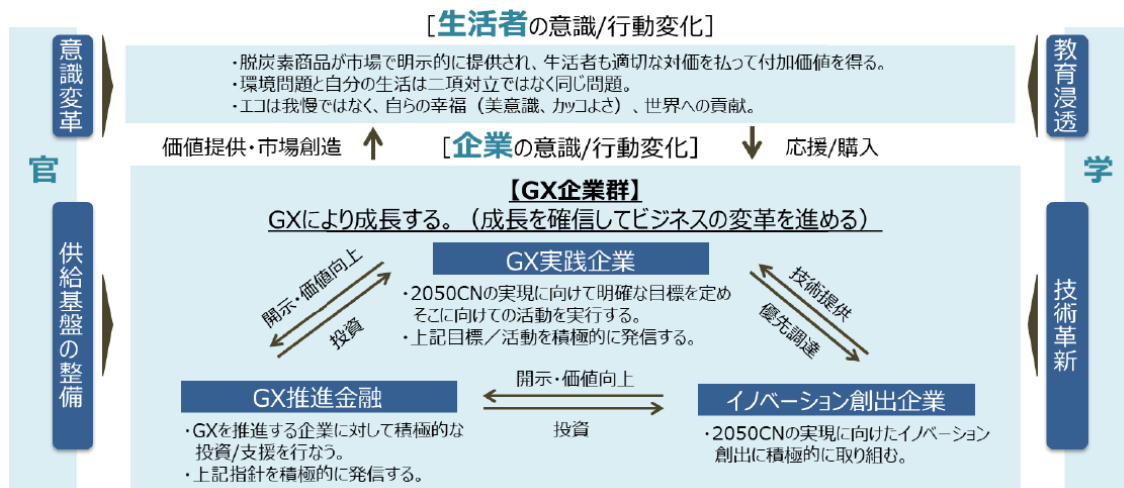 [生活者の意識/行動変化]
意識変革
・脱炭素商品が市場で明示的に提供され、生活者も適切な対価を払って付加価値を得る。
・環境問題と自分の生活は二項対立ではなく同じ問題。
・エコは我慢ではなく、自らの幸福（美意識、カッコよさ）、世界への貢献。
教育浸透
価値提供・市場創造
[企業の意識/行動変化]
応援/購入
官
学
【GX企業群】
GXにより成長する。（成長を確信してビジネスの変革を進める）
供給基盤の整備
技術革新
GX実践企業
・2050CNの実現に向けて明確な目標を定め
そこに向けての活動を実行する。
・上記目標／活動を積極的に発信する。
開示・価値向上
投資
技術提供
優先調達
GX推進金融
・GXを推進する企業に対して積極的な
投資/支援を行なう。
・上記指針を積極的に発信する。
開示・価値向上
投資
イノベーション創出企業
・2050CNの実現に向けたイノベーション
創出に積極的に取り組む。